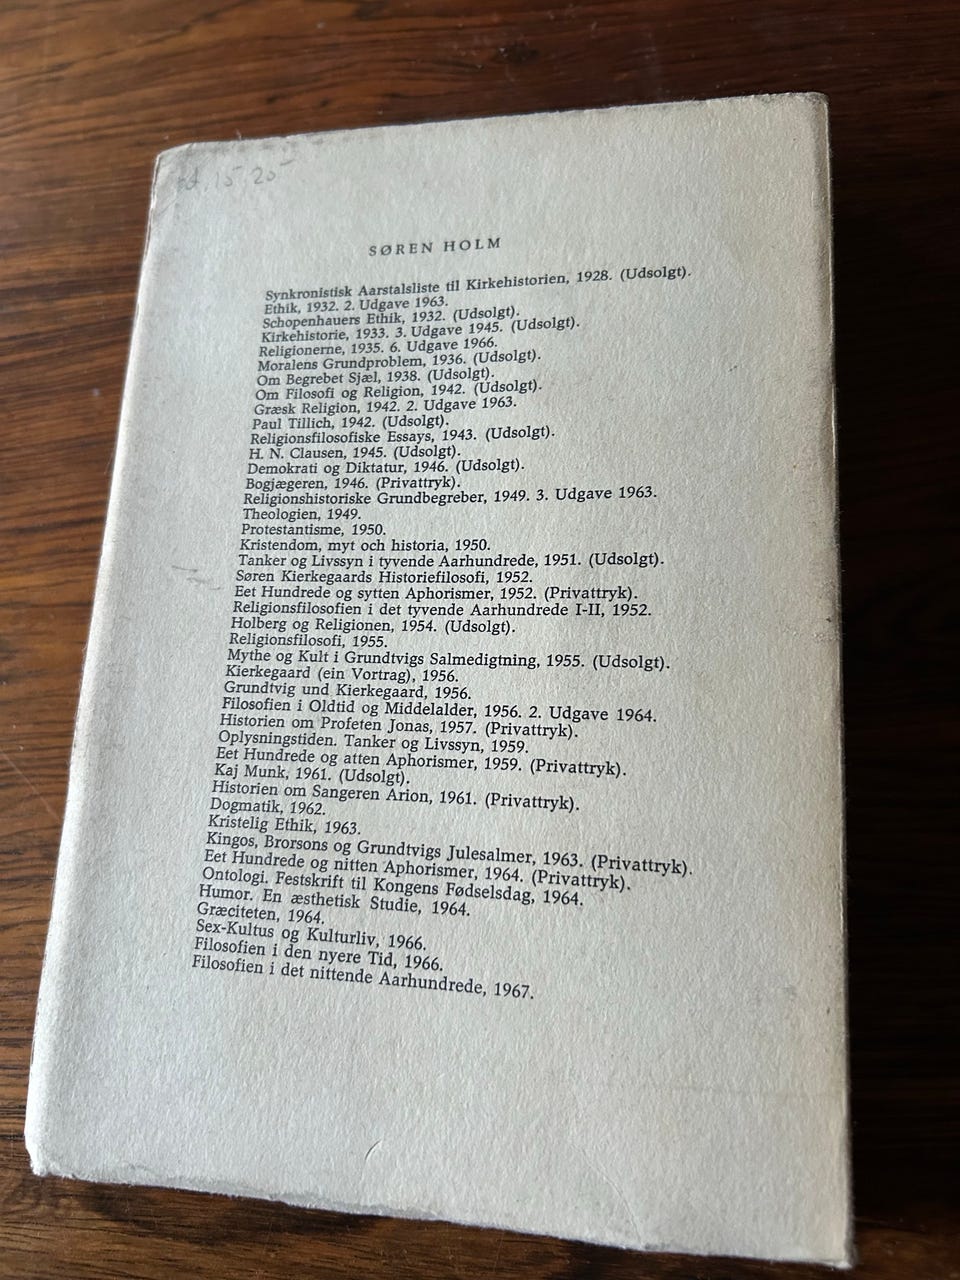 15 20
SØREN HOLM
Synkronistisk Aarstalsliste til Kirkehistorien, 1928. (Udsolgt).
Ethik, 1932. 2. Udgave 1963.
Schopenhauers Ethik, 1932. (Udsolgt).
Kirkehistorie, 1933. 3. Udgave 1945. (Udsolgt).
Religionerne, 1935. 6. Udgave 1966.
Moralens Grundproblem, 1936. (Udsolgt).
Om Begrebet Sjæl, 1938. (Udsolgt).
Om Filosofi og Religion, 1942. (Udsolgt).
Græsk Religion, 1942. 2. Udgave 1963.
Paul Tillich, 1942. (Udsolgt).
Religionsfilosofiske Essays, 1943. (Udsolgt).
H. N. Clausen, 1945. (Udsolgt).
Demokrati og Diktatur, 1946. (Udsolgt).
Bogjægeren, 1946. (Privattryk).
Religionshistoriske Grundbegreber, 1949. 3. Udgave 1963.
Theologien, 1949.
Protestantisme, 1950.
Kristendom, myt och historia, 1950.
Tanker og Livssyn i tyvende Aarhundrede, 1951. (Udsolgt).
Søren Kierkegaards Historiefilosofi, 1952.
Eet Hundrede og sytten Aphorismer, 1952. (Privattryk).
Religionsfilosofien i det tyvende Aarhundrede I-II, 1952.
Holberg og Religionen, 1954. (Udsolgt).
Religionsfilosofi, 1955.
Mythe og Kult i Grundtvigs Salmedigtning, 1955. (Udsolgt).
Kierkegaard (ein Vortrag), 1956.
Grundtvig und Kierkegaard, 1956.
Filosofien i Oldtid og Middelalder, 1956. 2. Udgave 1964.
Historien om Profeten Jonas, 1957. (Privattryk).
Oplysningstiden. Tanker og Livssyn, 1959.
Eet Hundrede og atten Aphorismer, 1959. (Privattryk).
Kaj Munk, 1961. (Udsolgt).
Historien om Sangeren Arion, 1961. (Privattryk).
Dogmatik, 1962.
Kristelig Ethik, 1963.
Kingos, Brorsons og Grundtvigs Julesalmer, 1963. (Privattryk).
Eet Hundrede og nitten Aphorismer, 1964. (Privattryk).
Ontologi. Festskrift til Kongens Fødselsdag, 1964.
Humor. En æsthetisk Studie, 1964.
Græciteten, 1964.
Sex-Kultus og Kulturliv, 1966.
Filosofien i den nyere Tid, 1966.
Filosofien i det nittende Aarhundrede, 1967.